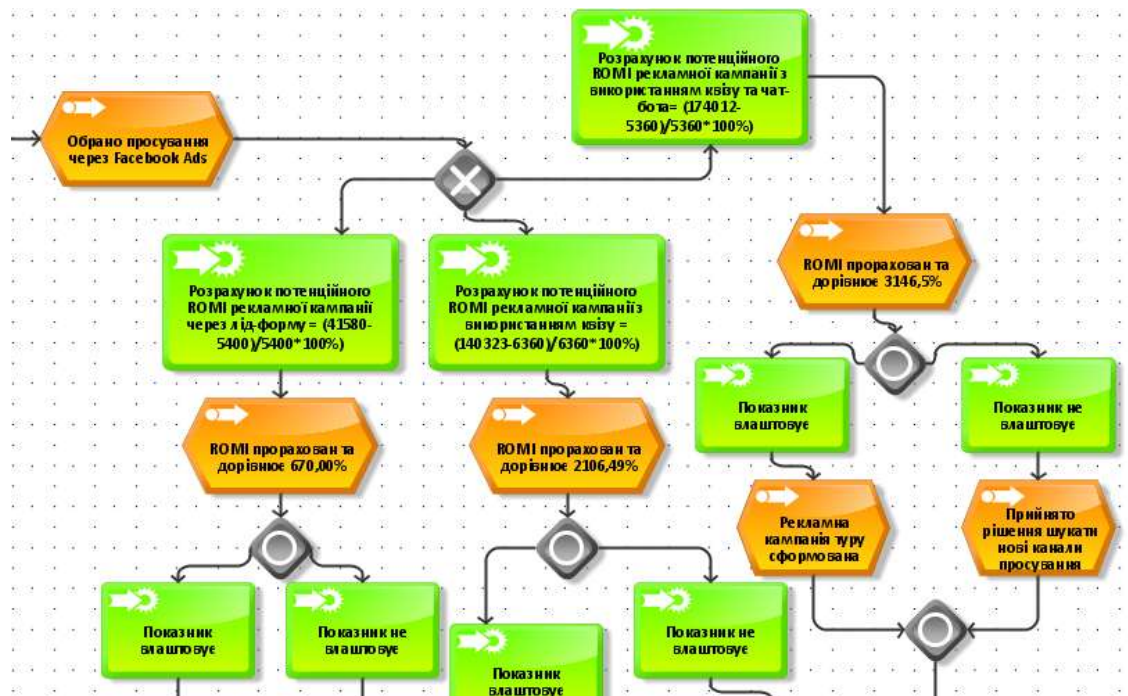 Розрахунок потенційного
ROMI рекламної кампанії з
використанням квізу та чат-
бота= (174012-
5360)/5360*100%)
Обрано просування
через Facebook Ads
Розрахунок потенційного
ROMI рекламної кампанії
через лід-форму = (41580-
5400)/5400*100%)
Розрахунок потенційного
ROMI рекламної кампанії з
використанням квізу =
(140323-6360)/6360*100%)
ROMI прорахован та
дорівнює 3146,5%
Показник
влаштовує
Показник не
влаштовує
ROMI прорахован та
дорівнює 670,00%
ROMI прорахован та
дорівнює 2106,49%
Рекламна
кампанія туру
сформована
Прийнято
рішення шукати
нові канали
просування
Показник
влаштовує
Показник не
влаштовує
Показник
влаштовує
Показник не
влаштовує